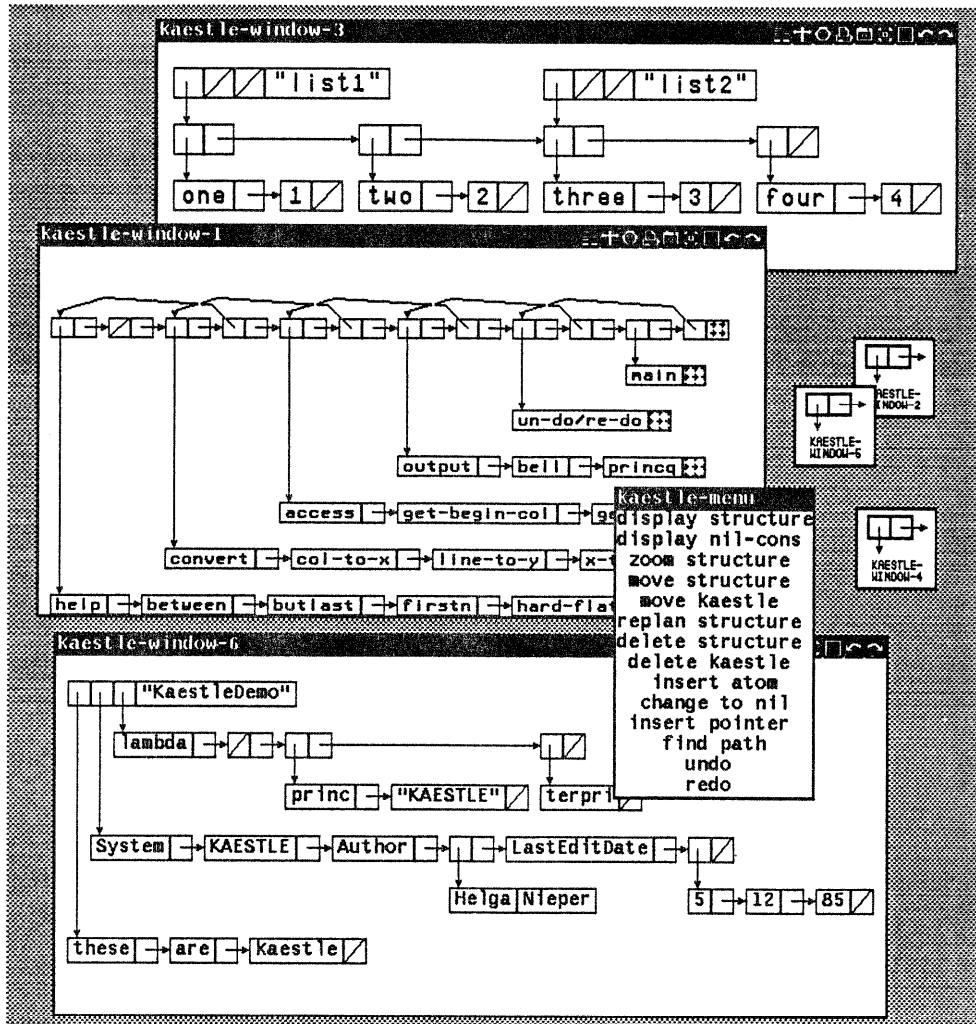 kaestle-window-3
"list1" "list2"
one 1 two 2 three 3 four 4
kaestle-window-1
main
un-do/re-do
output bell princq
access get-begin-col
convert col-to-x line-to-y
help between butlast firstn
KAESTLE-
WINDOW-5
KAESTLE-
WINDOW-4
kaestle-menu
display structure
display nil-cons
zoom structure
move structure
move kaestle
replan structure
delete structure
delete kaestle
insert atom
change to nil
insert pointer
find path
undo
redo
kaestle-window-6
"KaestleDemo"
lambda
princ "KAESTLE" terpri
System KAESTLE Author LastEditDate
Helga Nieper 5 12 85
these are kaestle